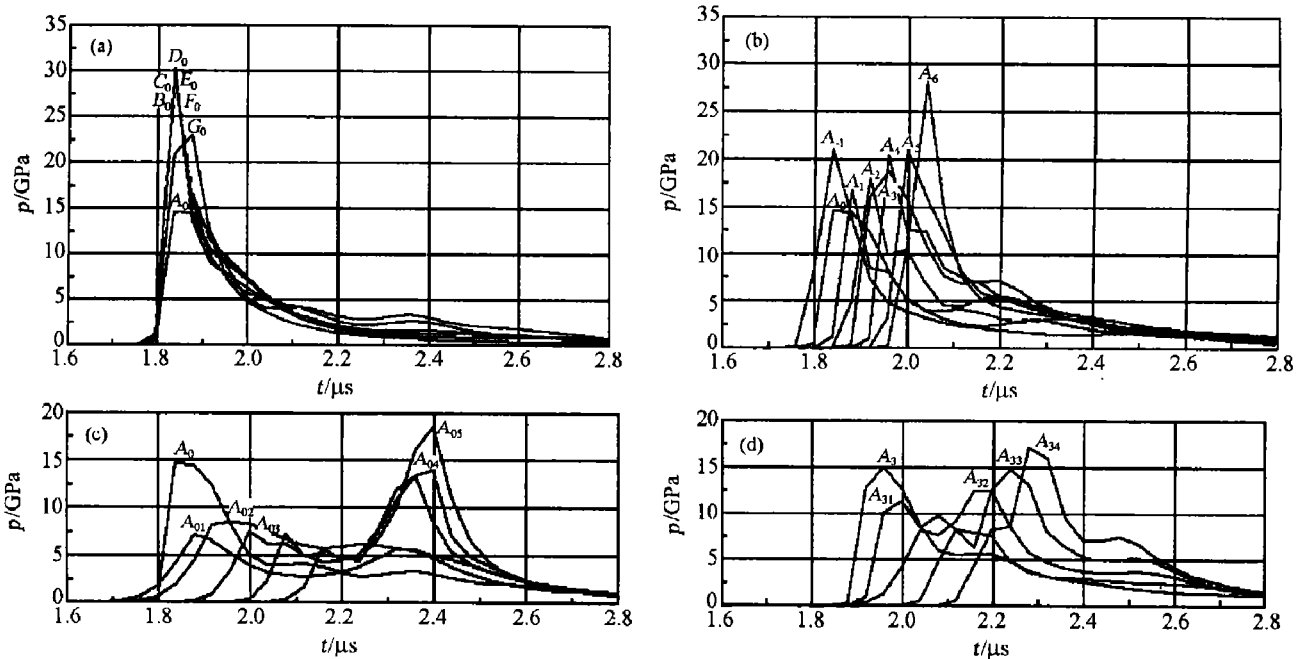 (a)
35
30
25
20
15
10
5
0
p/GPa
D₀
C₀ E₀
B₀ F₀
G₀
A₀
1.6 1.8 2.0 2.2 2.4 2.6 2.8
t/μs
(b)
35
30
25
20
15
10
5
0
p/GPa
A₆
A₋₁ A₄ A₅
A₁ A₂
A₀ A₃
1.6 1.8 2.0 2.2 2.4 2.6 2.8
t/μs
(c)
20
15
10
5
0
p/GPa
A₀
A₀₅
A₀₄
A₀₁ A₀₂ A₀₃
1.6 1.8 2.0 2.2 2.4 2.6 2.8
t/μs
(d)
20
15
10
5
0
p/GPa
A₃ A₃₃ A₃₄
A₃₁ A₃₂
1.6 1.8 2.0 2.2 2.4 2.6 2.8
t/μs